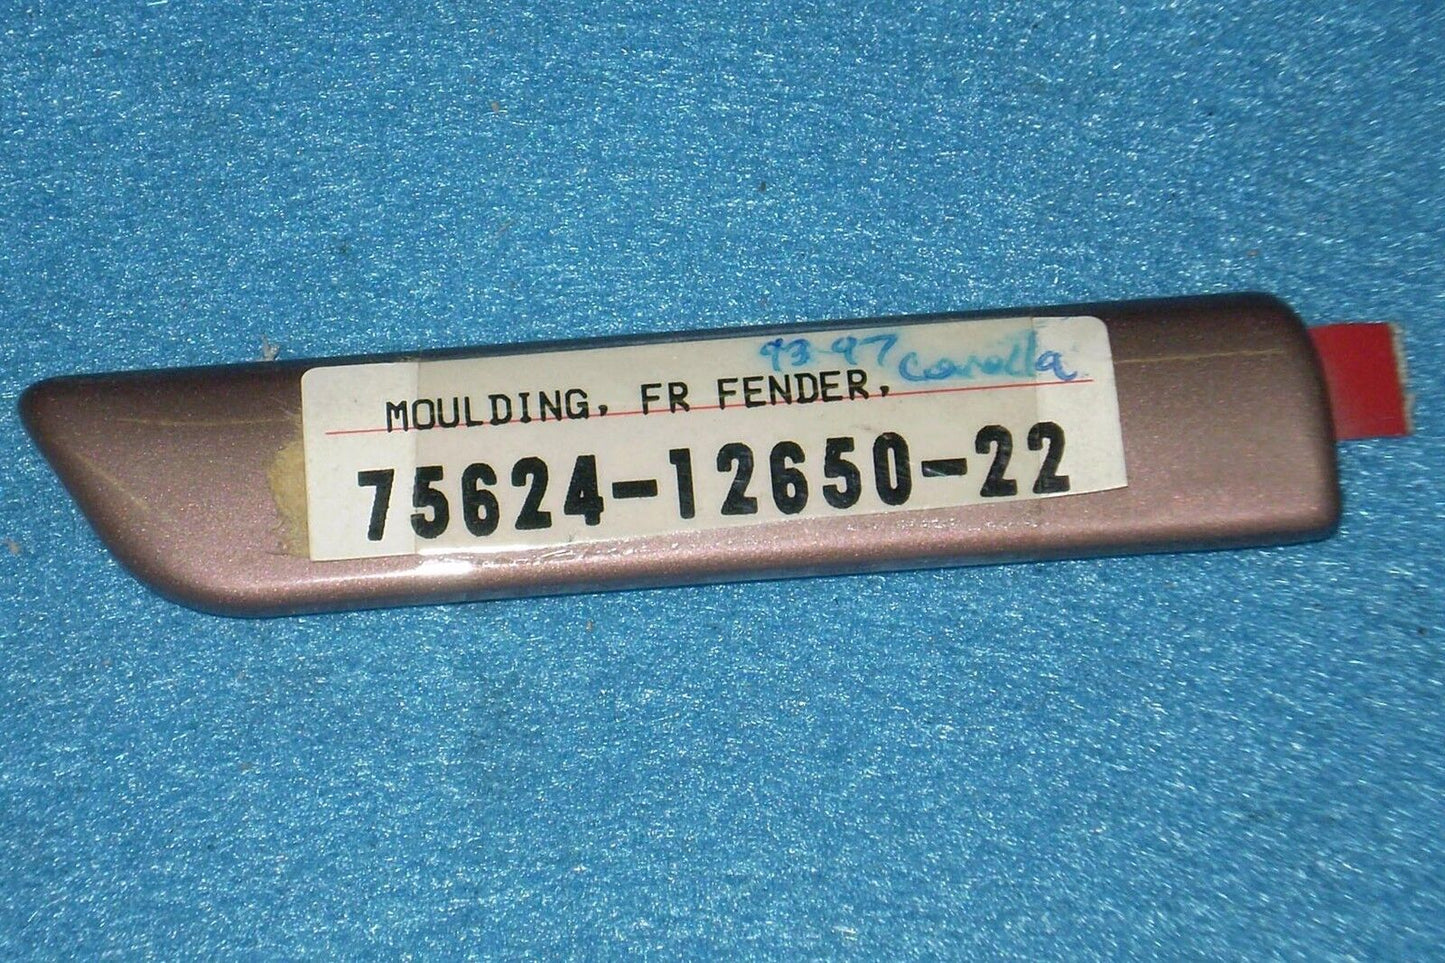 93-97 Corolla
MOULDING, FR FENDER,
75624-12650-22